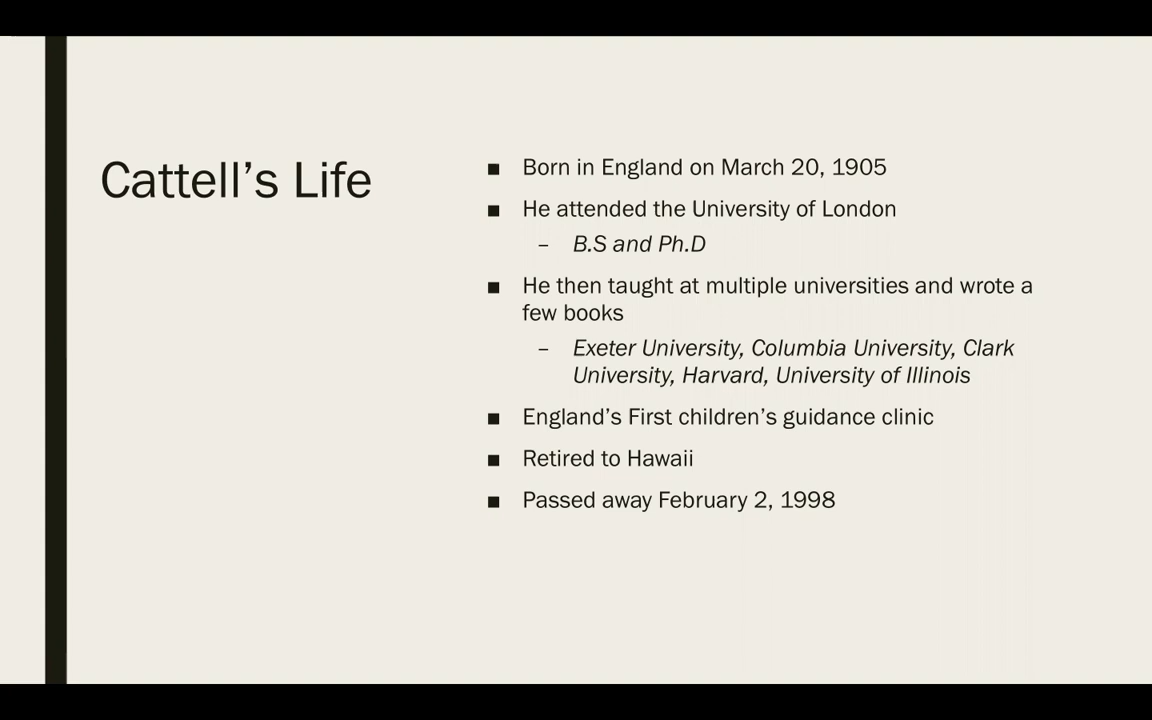 Cattell’s Life
■ Born in England on March 20, 1905
■ He attended the University of London
– B.S and Ph.D
■ He then taught at multiple universities and wrote a
few books
– Exeter University, Columbia University, Clark
University, Harvard, University of Illinois
■ England’s First children’s guidance clinic
■ Retired to Hawaii
■ Passed away February 2, 1998